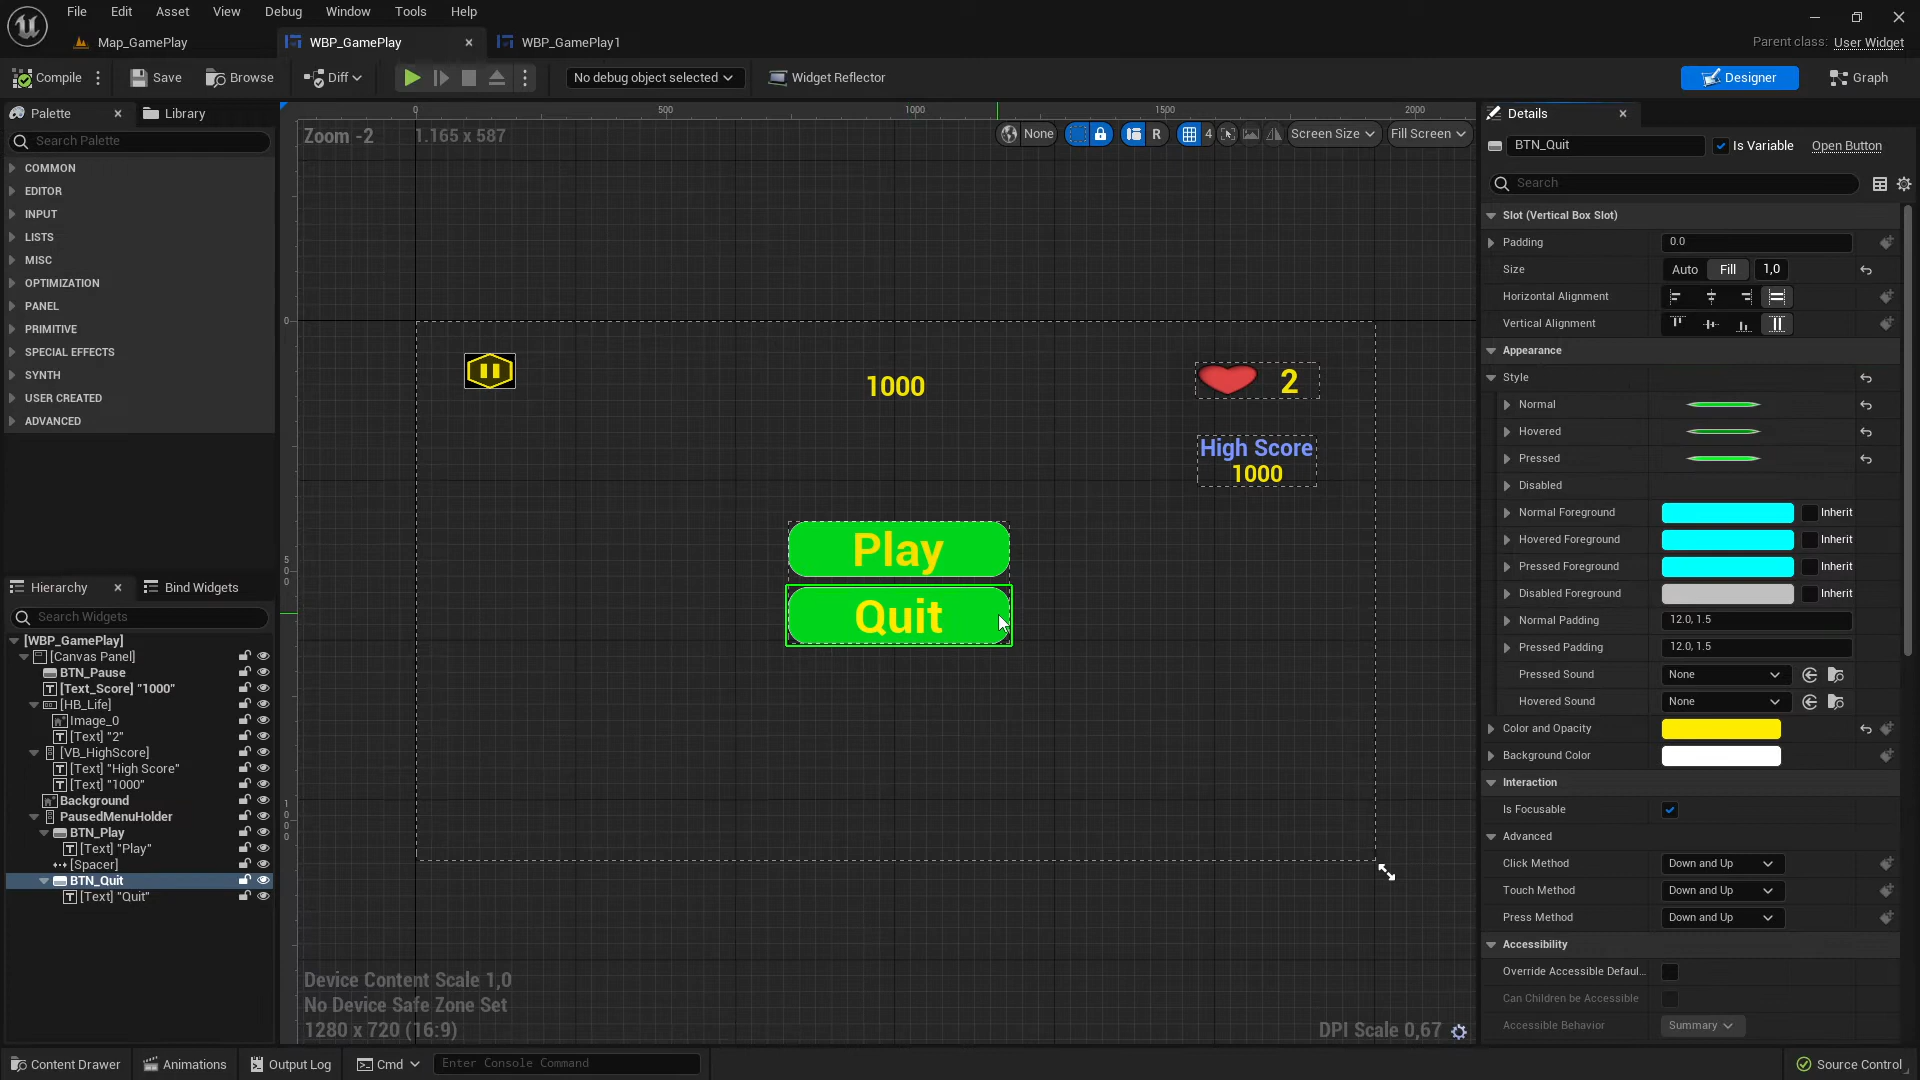 File Edit Asset View Debug Window Tools Help
Map_GamePlay WBP_GamePlay WBP_GamePlay1
Parent class: User Widget
Compile Save Browse Diff No debug object selected Widget Reflector Designer Graph
Palette Library
Search Palette
COMMON
EDITOR
INPUT
LISTS
MISC
OPTIMIZATION
PANEL
PRIMITIVE
SPECIAL EFFECTS
SYNTH
USER CREATED
ADVANCED
Hierarchy Bind Widgets
Search Widgets
[WBP_GamePlay]
[Canvas Panel]
BTN_Pause
[Text_Score] "1000"
[HB_Life]
Image_0
[Text] "2"
[VB_HighScore]
[Text] "High Score"
[Text] "1000"
Background
PausedMenuHolder
BTN_Play
[Text] "Play"
[Spacer]
BTN_Quit
[Text] "Quit"
0 500 1000 1500 2000
Zoom -2 1.165 x 587
None R 4 Screen Size Fill Screen
0
500
1000
1000
2
High Score
1000
Play
Quit
Device Content Scale 1,0
No Device Safe Zone Set
1280 x 720 (16:9)
DPI Scale 0,67
Details
BTN_Quit Is Variable Open Button
Search
Slot (Vertical Box Slot)
Padding 0.0
Size Auto Fill 1,0
Horizontal Alignment
Vertical Alignment
Appearance
Style
Normal
Hovered
Pressed
Disabled
Normal Foreground Inherit
Hovered Foreground Inherit
Pressed Foreground Inherit
Disabled Foreground Inherit
Normal Padding 12.0, 1.5
Pressed Padding 12.0, 1.5
Pressed Sound None
Hovered Sound None
Color and Opacity
Background Color
Interaction
Is Focusable
Advanced
Click Method Down and Up
Touch Method Down and Up
Press Method Down and Up
Accessibility
Override Accessible Defaul...
Can Children be Accessible
Accessible Behavior Summary
Content Drawer Animations Output Log Cmd Enter Console Command Source Control